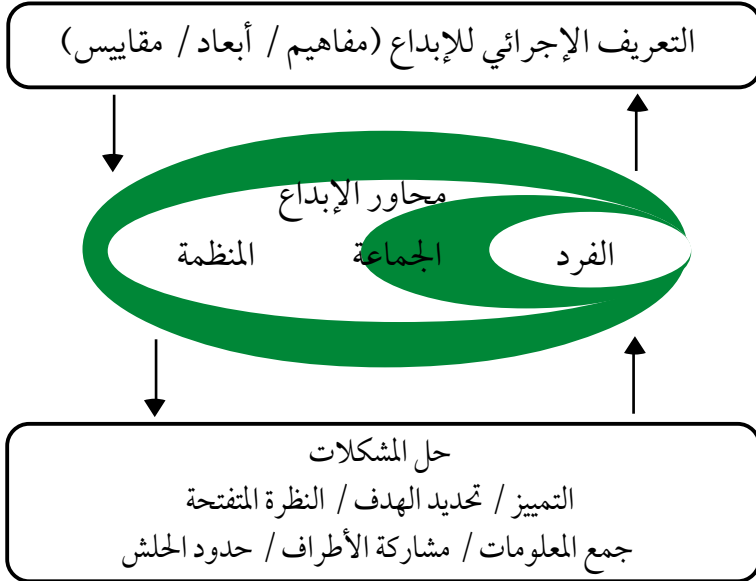 التعريف الإجرائي للإبداع (مفاهيم / أبعاد / مقاييس)
محاور الإبداع
الفرد الجماعة المنظمة
حل المشكلات
التمييز / تحديد الهدف / النظرة المتفتحة
جمع المعلومات / مشاركة الأطراف / حدود الحلش